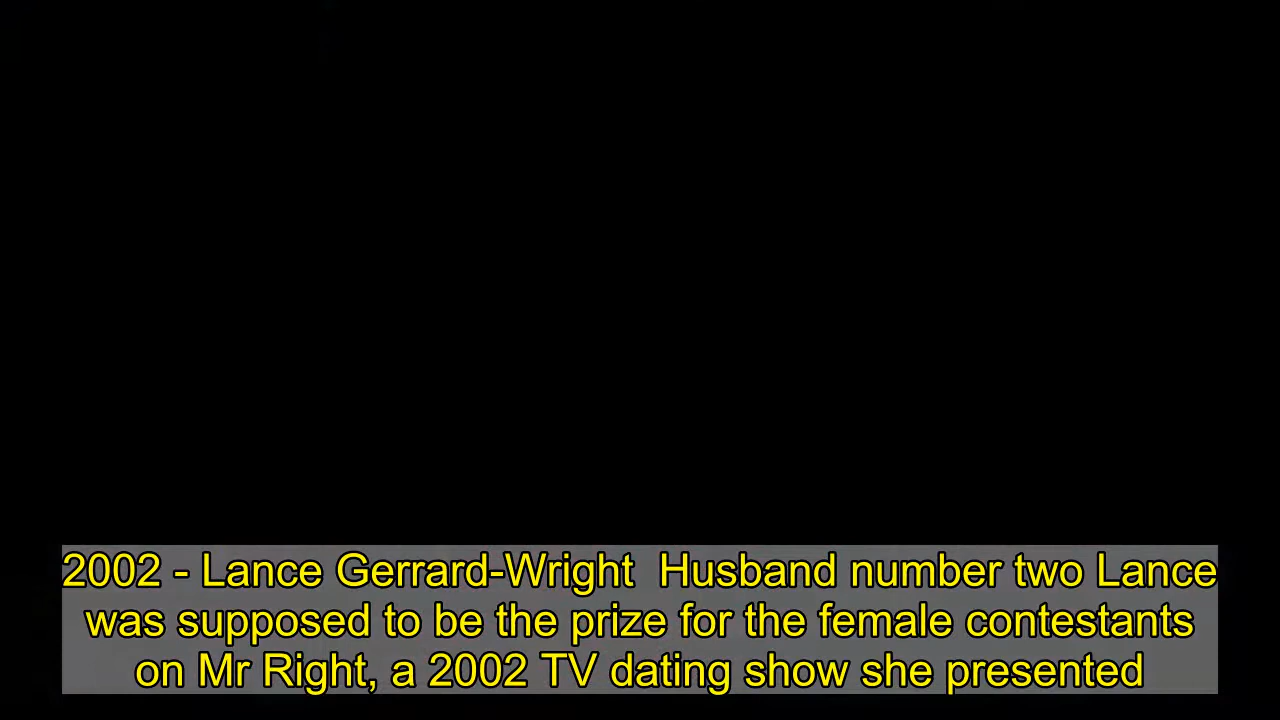 2002 - Lance Gerrard-Wright  Husband number two Lance
was supposed to be the prize for the female contestants
on Mr Right, a 2002 TV dating show she presented